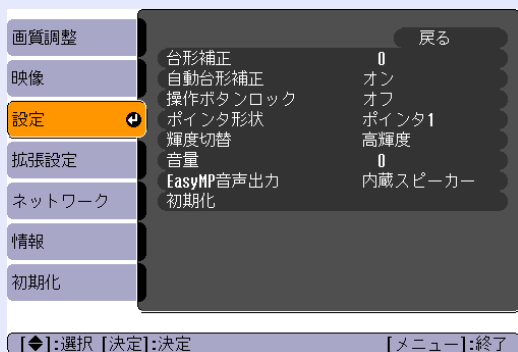 画質調整
映像
設定
拡張設定
ネットワーク
情報
初期化
戻る
台形補正 0
自動台形補正 オン
操作ボタンロック オフ
ポインタ形状 ポインタ1
輝度切替 高輝度
音量 0
EasyMP音声出力 内蔵スピーカー
初期化
[◆]:選択 [決定]:決定 [メニュー]:終了